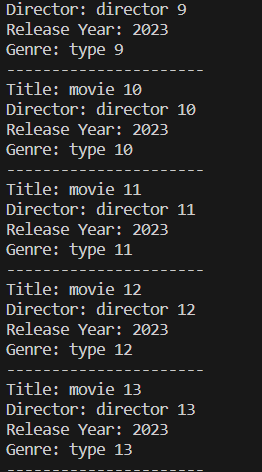 Director: director 9
Release Year: 2023
Genre: type 9
----------------------
Title: movie 10
Director: director 10
Release Year: 2023
Genre: type 10
----------------------
Title: movie 11
Director: director 11
Release Year: 2023
Genre: type 11
----------------------
Title: movie 12
Director: director 12
Release Year: 2023
Genre: type 12
----------------------
Title: movie 13
Director: director 13
Release Year: 2023
Genre: type 13
----------------------